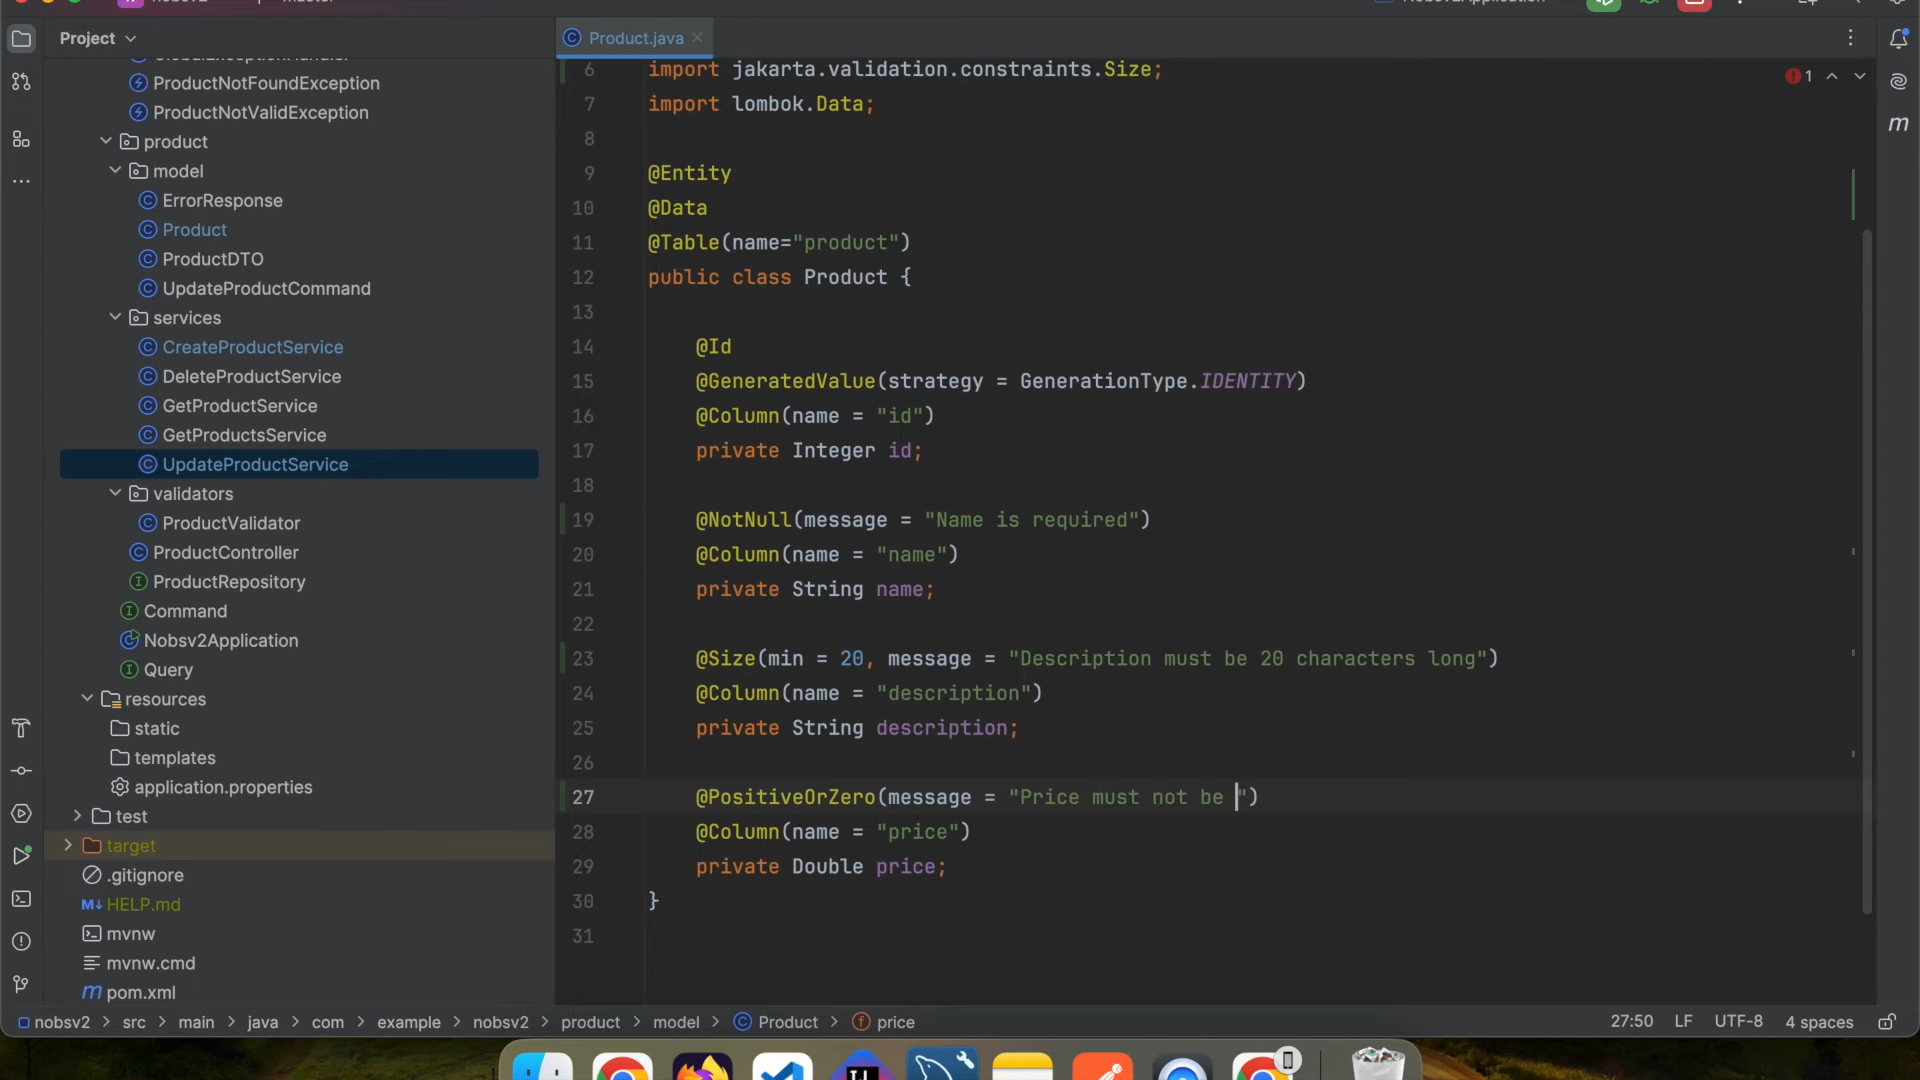 Project
Product.java
ProductNotFoundException
ProductNotValidException
product
model
ErrorResponse
Product
ProductDTO
UpdateProductCommand
services
CreateProductService
DeleteProductService
GetProductService
GetProductsService
UpdateProductService
validators
ProductValidator
ProductController
ProductRepository
Command
Nobsv2Application
Query
resources
static
templates
application.properties
test
target
.gitignore
M↓ HELP.md
mvnw
mvnw.cmd
m pom.xml
6 import jakarta.validation.constraints.Size;
7 import lombok.Data;
8
9 @Entity
10 @Data
11 @Table(name="product")
12 public class Product {
13
14 @Id
15 @GeneratedValue(strategy = GenerationType.IDENTITY)
16 @Column(name = "id")
17 private Integer id;
18
19 @NotNull(message = "Name is required")
20 @Column(name = "name")
21 private String name;
22
23 @Size(min = 20, message = "Description must be 20 characters long")
24 @Column(name = "description")
25 private String description;
26
27 @PositiveOrZero(message = "Price must not be ")
28 @Column(name = "price")
29 private Double price;
30 }
31
1
m
nobsv2 > src > main > java > com > example > nobsv2 > product > model > Product > price
27:50 LF UTF-8 4 spaces